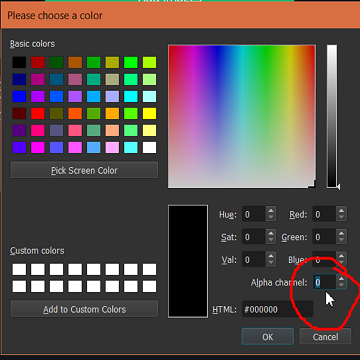 Please choose a color
Basic colors
Pick Screen Color
Hue: 0 Red: 0
Sat: 0 Green: 0
Val: 0 Blue: 0
Custom colors
Alpha channel: 0
HTML: #000000
Add to Custom Colors
OK Cancel